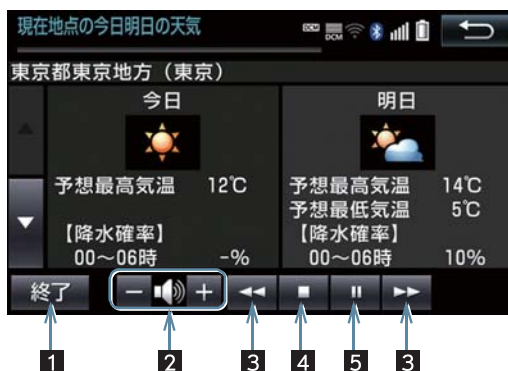 現在地点の今日明日の天気
DCM
東京都東京地方（東京）
今日
予想最高気温 12℃
【降水確率】
00～06時 -%
明日
予想最高気温 14℃
予想最低気温 5℃
【降水確率】
00～06時 10%
終了
1 2 3 4 5 3